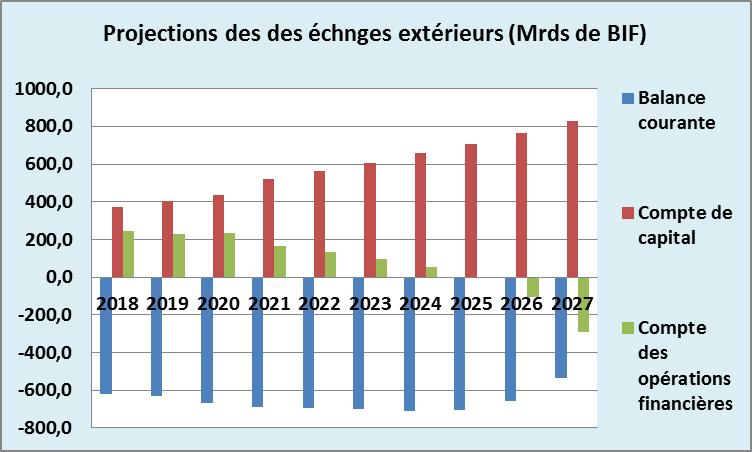 Projections des des échnges extérieurs (Mrds de BIF)
1000,0
800,0
600,0
400,0
200,0
0,0
-200,0
-400,0
-600,0
-800,0
2018 2019 2020 2021 2022 2023 2024 2025 2026 2027
Balance
courante
Compte de
capital
Compte
des
opérations
financières